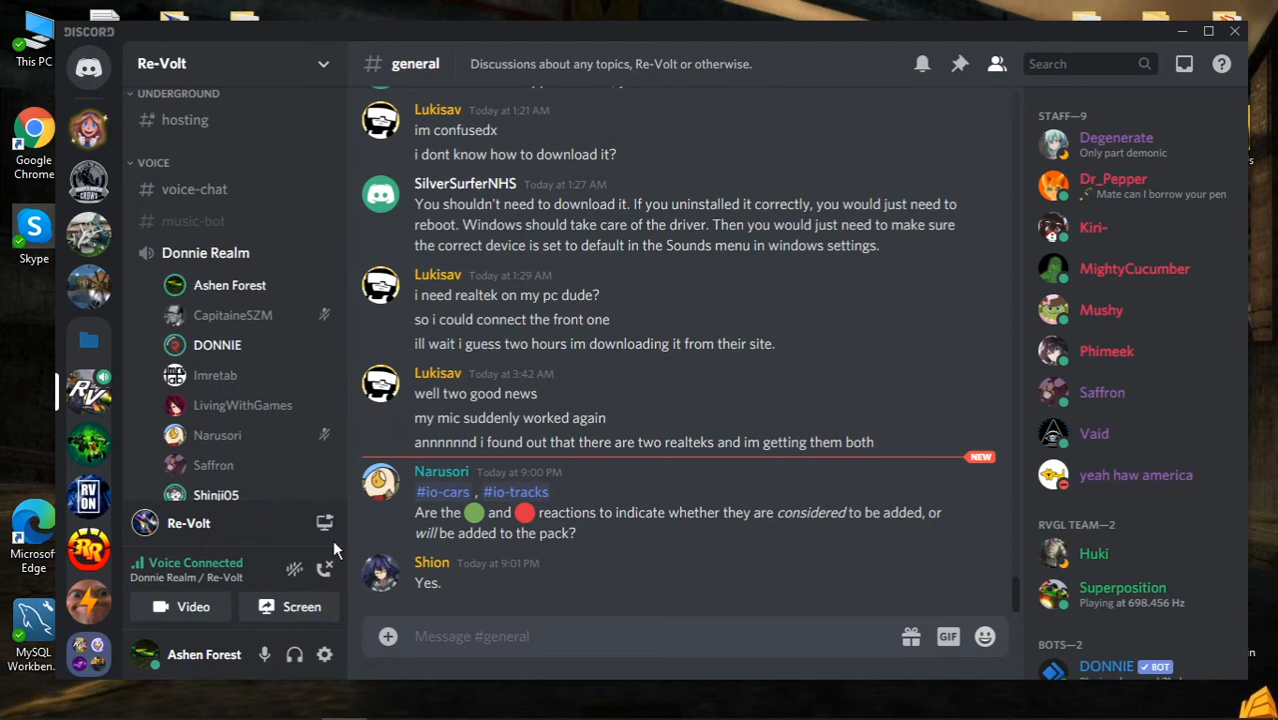 DISCORD
This PC
Google
Chrome
Skype
Microsoft
Edge
MySQL
Workben...
Re-Volt
UNDERGROUND
hosting
VOICE
voice-chat
music-bot
Donnie Realm
Ashen Forest
CapitaineSZM
DONNIE
Imretab
LivingWithGames
Narusori
Saffron
Shinji05
Re-Volt
Voice Connected
Donnie Realm / Re-Volt
Video
Screen
Ashen Forest
# general
Discussions about any topics, Re-Volt or otherwise.
Search
Lukisav Today at 1:21 AM
im confusedx
i dont know how to download it?
SilverSurferNHS Today at 1:27 AM
You shouldn't need to download it. If you uninstalled it correctly, you would just need to
reboot. Windows should take care of the driver. Then you would just need to make sure
the correct device is set to default in the Sounds menu in windows settings.
Lukisav Today at 1:29 AM
i need realtek on my pc dude?
so i could connect the front one
ill wait i guess two hours im downloading it from their site.
Lukisav Today at 3:42 AM
well two good news
my mic suddenly worked again
annnnnnd i found out that there are two realteks and im getting them both
NEW
Narusori Today at 9:00 PM
#io-cars , #io-tracks
Are the and reactions to indicate whether they are considered to be added, or
will be added to the pack?
Shion Today at 9:01 PM
Yes.
Message #general
GIF
STAFF—9
Degenerate
Only part demonic
Dr_Pepper
Mate can I borrow your pen
Kiri-
MightyCucumber
Mushy
Phimeek
Saffron
Vaid
yeah haw america
RVGL TEAM—2
Huki
Superposition
Playing at 698.456 Hz
BOTS—2
DONNIE BOT